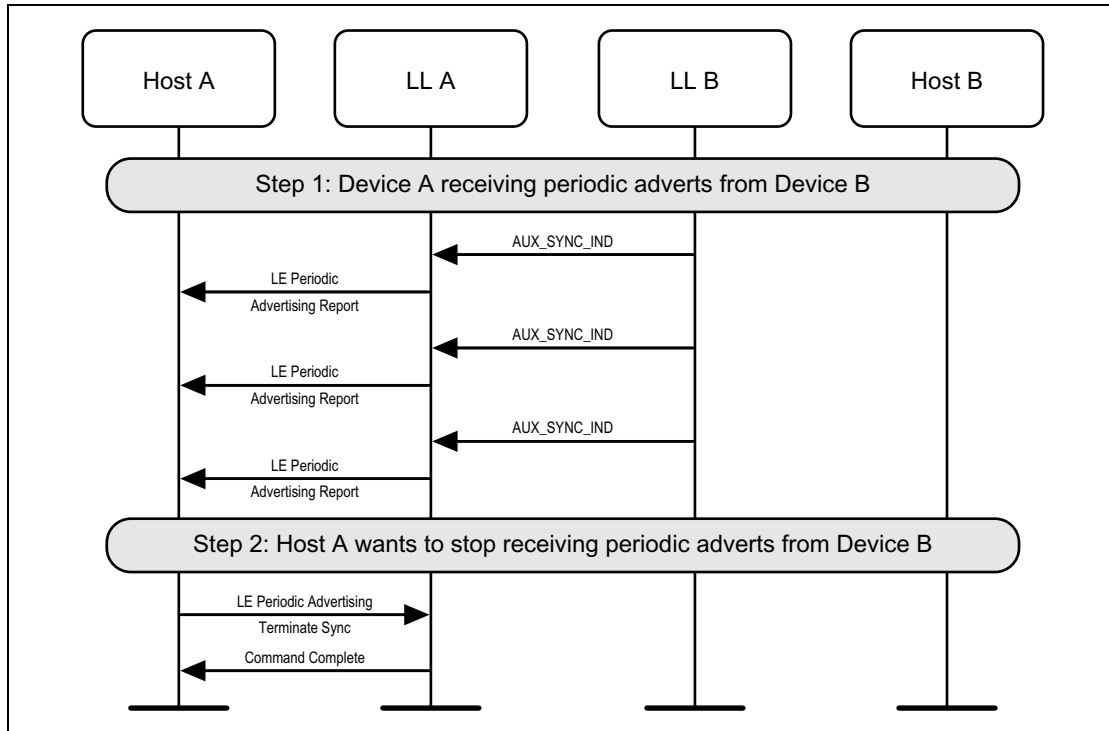 Host A
LL A
LL B
Host B
Step 1: Device A receiving periodic adverts from Device B
AUX_SYNC_IND
LE Periodic
Advertising Report
AUX_SYNC_IND
LE Periodic
Advertising Report
AUX_SYNC_IND
LE Periodic
Advertising Report
Step 2: Host A wants to stop receiving periodic adverts from Device B
LE Periodic Advertising
Terminate Sync
Command Complete